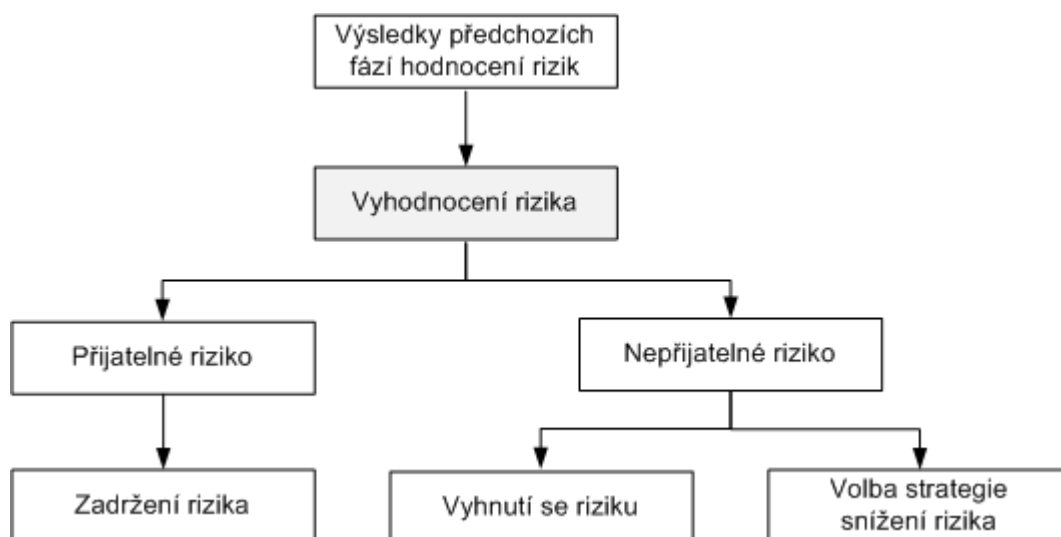 Výsledky předchozích
fází hodnocení rizik
Vyhodnocení rizika
Přijatelné riziko
Nepřijatelné riziko
Zadržení rizika
Vyhnutí se riziku
Volba strategie
snížení rizika